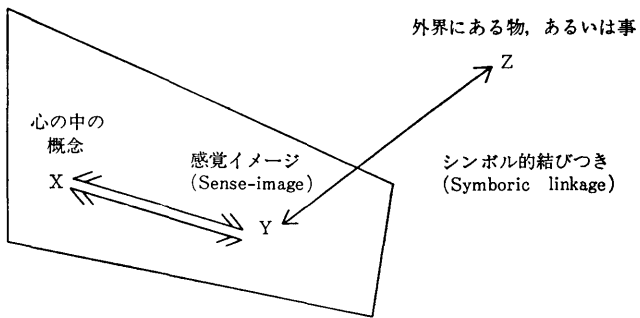 外界にある物,あるいは事
Z
心の中の
概念
X
感覚イメージ
(Sense-image)
Y
シンボル的結びつき
(Symboric linkage)